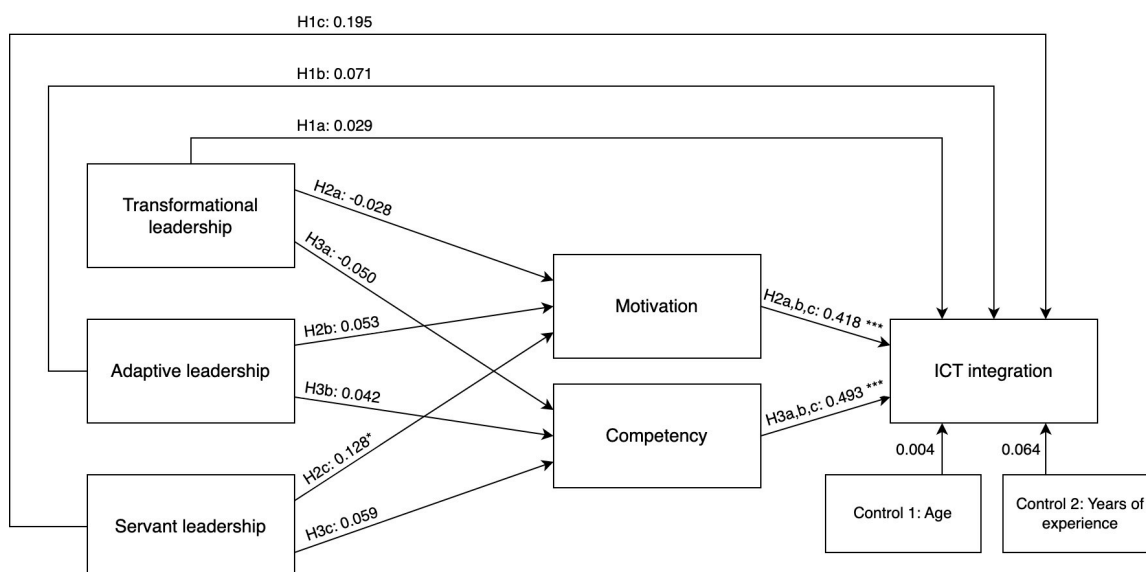 H1c: 0.195
H1b: 0.071
H1a: 0.029
Transformational
leadership
H2a: -0.028
H3a: -0.050
Motivation
H2a,b,c: 0.418 ***
H2b: 0.053
Adaptive leadership
ICT integration
H3b: 0.042
H3a,b,c: 0.493 ***
Competency
H2c: 0.128*
0.004
0.064
Servant leadership
H3c: 0.059
Control 1: Age
Control 2: Years of
experience